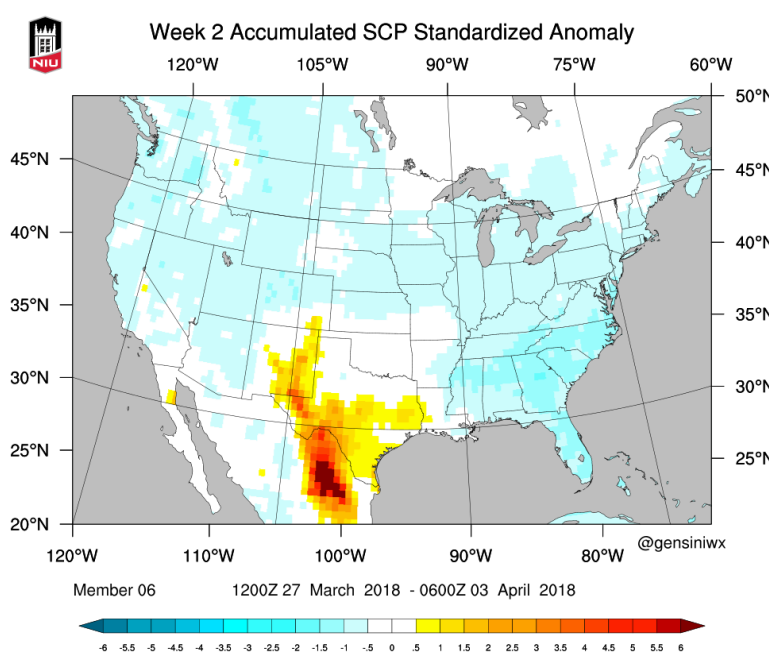 NIU
Week 2 Accumulated SCP Standardized Anomaly
120°W 105°W 90°W 75°W 60°W
50°N
45°N 45°N
40°N 40°N
35°N 35°N
30°N 30°N
25°N 25°N
20°N
120°W 110°W 100°W 90°W 80°W
@gensiniwx
Member 06 1200Z 27 March 2018 - 0600Z 03 April 2018
-6 -5.5 -5 -4.5 -4 -3.5 -3 -2.5 -2 -1.5 -1 -.5 0 .5 1 1.5 2 2.5 3 3.5 4 4.5 5 5.5 6